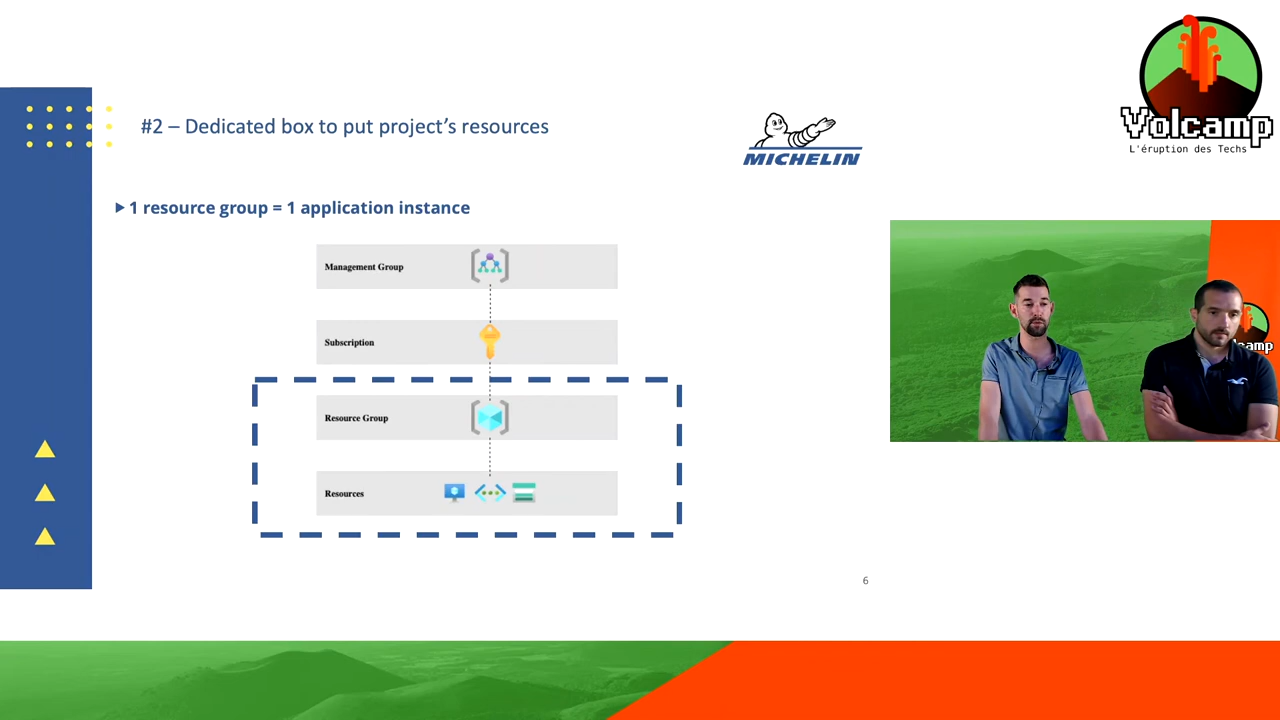 #2 – Dedicated box to put project's resources
MICHELIN
Volcamp
L'éruption des Techs
1 resource group = 1 application instance
Management Group
Subscription
Resource Group
Resources
amp
6